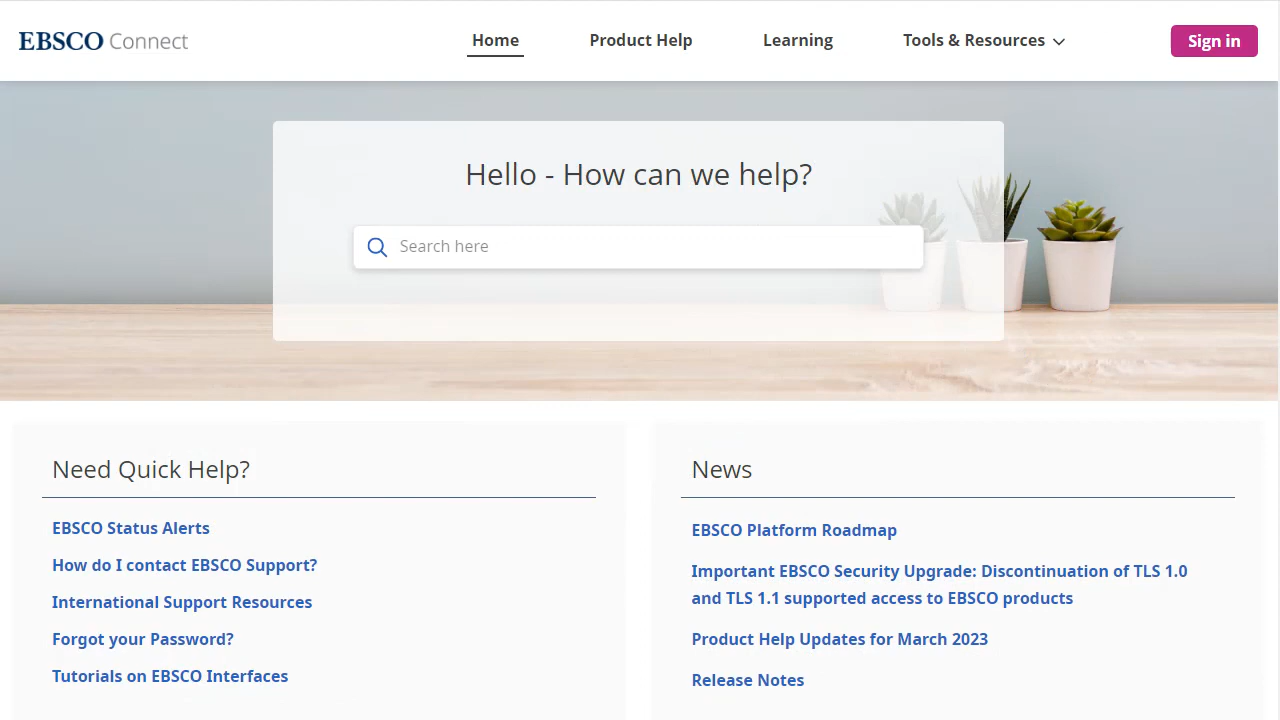 EBSCO Connect
Home
Product Help
Learning
Tools & Resources
Sign in
Hello - How can we help?
Search here
Need Quick Help?
EBSCO Status Alerts
How do I contact EBSCO Support?
International Support Resources
Forgot your Password?
Tutorials on EBSCO Interfaces
News
EBSCO Platform Roadmap
Important EBSCO Security Upgrade: Discontinuation of TLS 1.0
and TLS 1.1 supported access to EBSCO products
Product Help Updates for March 2023
Release Notes